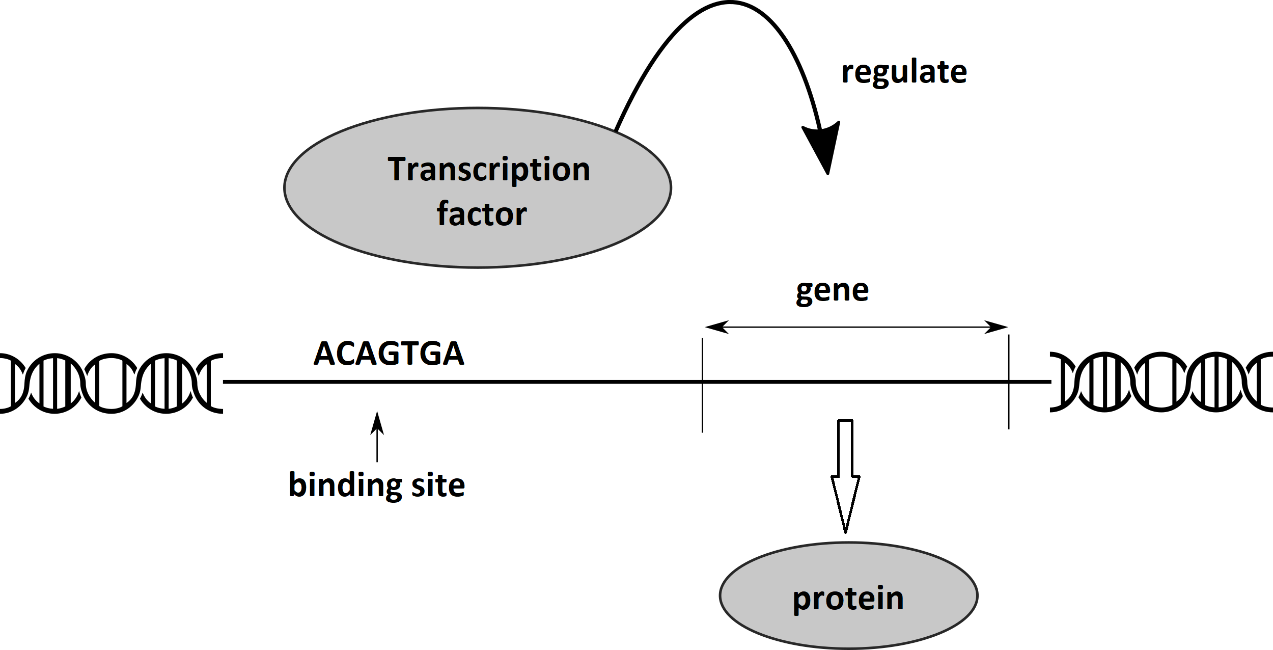 regulate
Transcription
factor
gene
ACAGTGA
binding site
protein